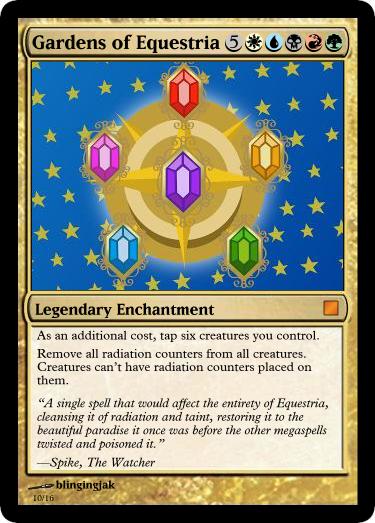 Gardens of Equestria 5
Legendary Enchantment
As an additional cost, tap six creatures you control.
Remove all radiation counters from all creatures.
Creatures can't have radiation counters placed on
them.
"A single spell that would affect the entirety of Equestria,
cleansing it of radiation and taint, restoring it to the
beautiful paradise it once was before the other megaspells
twisted and poisoned it."
—Spike, The Watcher
blingingjak
10/16